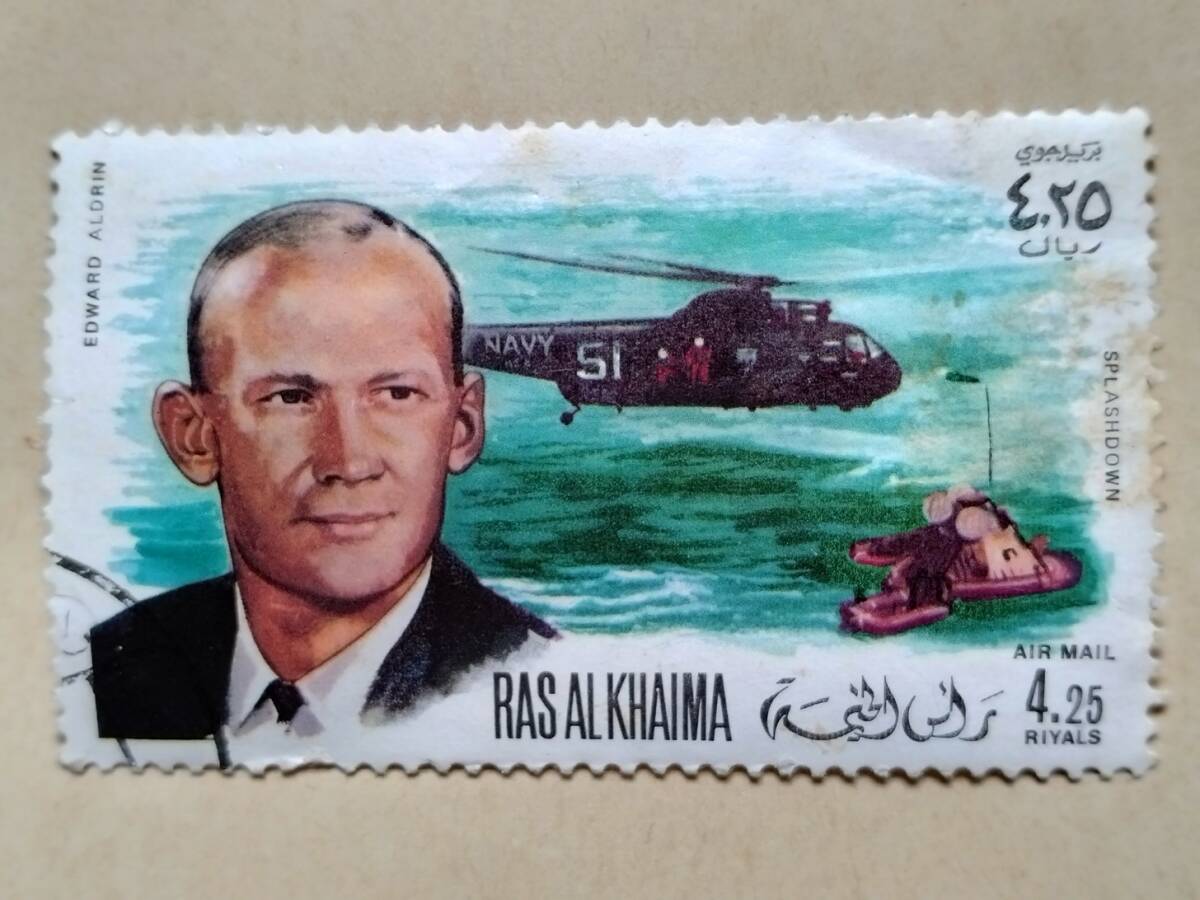 EDWARD ALDRIN
بريد جوي
٤.٢٥
ريال
NAVY 51
SPLASHDOWN
AIR MAIL
RAS AL KHAIMA راس الخيمة 4.25
RIYALS